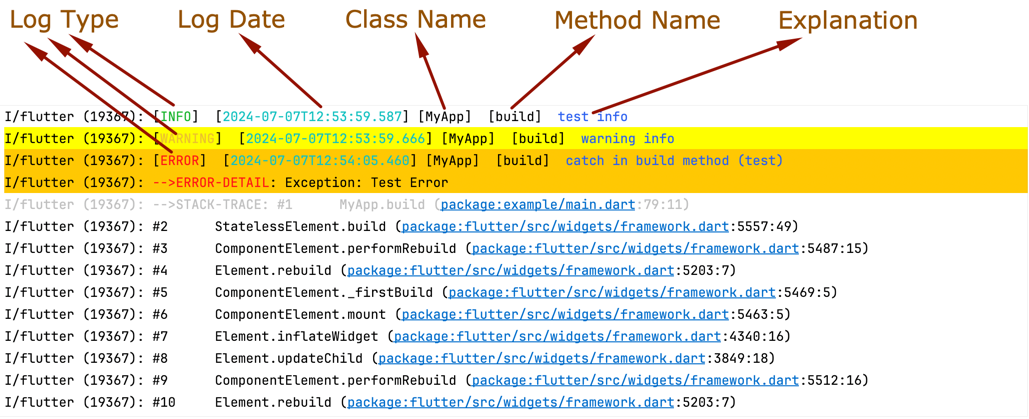 Log Type Log Date Class Name Method Name Explanation
I/flutter (19367): [INFO] [2024-07-07T12:53:59.587] [MyApp] [build] test info
I/flutter (19367): [WARNING] [2024-07-07T12:53:59.666] [MyApp] [build] warning info
I/flutter (19367): [ERROR] [2024-07-07T12:54:05.460] [MyApp] [build] catch in build method (test)
I/flutter (19367): -->ERROR-DETAIL: Exception: Test Error
I/flutter (19367): -->STACK-TRACE: #1 MyApp.build (package:example/main.dart:79:11)
I/flutter (19367): #2 StatelessElement.build (package:flutter/src/widgets/framework.dart:5557:49)
I/flutter (19367): #3 ComponentElement.performRebuild (package:flutter/src/widgets/framework.dart:5487:15)
I/flutter (19367): #4 Element.rebuild (package:flutter/src/widgets/framework.dart:5203:7)
I/flutter (19367): #5 ComponentElement._firstBuild (package:flutter/src/widgets/framework.dart:5469:5)
I/flutter (19367): #6 ComponentElement.mount (package:flutter/src/widgets/framework.dart:5463:5)
I/flutter (19367): #7 Element.inflateWidget (package:flutter/src/widgets/framework.dart:4340:16)
I/flutter (19367): #8 Element.updateChild (package:flutter/src/widgets/framework.dart:3849:18)
I/flutter (19367): #9 ComponentElement.performRebuild (package:flutter/src/widgets/framework.dart:5512:16)
I/flutter (19367): #10 Element.rebuild (package:flutter/src/widgets/framework.dart:5203:7)